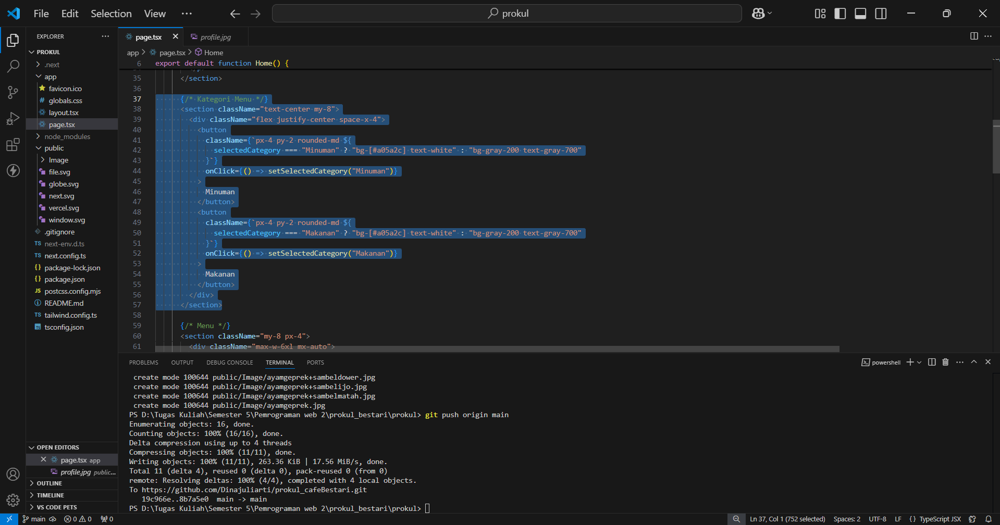 File Edit Selection View ··· prokul
EXPLORER ···
PROKUL
.next
app
favicon.ico
# globals.css
layout.tsx
page.tsx
node_modules
public
Image
file.svg
globe.svg
next.svg
vercel.svg
window.svg
.gitignore
TS next-env.d.ts
TS next.config.ts
{} package-lock.json
{} package.json
JS postcss.config.mjs
README.md
TS tailwind.config.ts
tsconfig.json
OPEN EDITORS
page.tsx app
profile.jpg public...
OUTLINE
TIMELINE
VS CODE PETS
page.tsx profile.jpg
app > page.tsx > Home
6 export default function Home() {
35 </section>
36
37 {/* Kategori Menu */}
38 <section className="text-center my-8">
39 <div className="flex justify-center space-x-4">
40 <button
41 className={`px-4 py-2 rounded-md ${
42 selectedCategory === "Minuman" ? "bg-[#a05a2c] text-white" : "bg-gray-200 text-gray-700"
43 }`}
44 onClick={() => setSelectedCategory("Minuman")}
45 >
46 Minuman
47 </button>
48 <button
49 className={`px-4 py-2 rounded-md ${
50 selectedCategory === "Makanan" ? "bg-[#a05a2c] text-white" : "bg-gray-200 text-gray-700"
51 }`}
52 onClick={() => setSelectedCategory("Makanan")}
53 >
54 Makanan
55 </button>
56 </div>
57 </section>
58
59 {/* Menu */}
60 <section className="my-8 px-4">
61 <div className="max-w-6xl mx-auto">
PROBLEMS OUTPUT DEBUG CONSOLE TERMINAL PORTS powershell
create mode 100644 public/Image/ayamgeprek+sambeldower.jpg
create mode 100644 public/Image/ayamgeprek+sambelijo.jpg
create mode 100644 public/Image/ayamgeprek+sambelmatah.jpg
create mode 100644 public/Image/ayamgeprek.jpg
PS D:\Tugas Kuliah\Semester 5\Pemrograman web 2\prokul_bestari\prokul> git push origin main
Enumerating objects: 16, done.
Counting objects: 100% (16/16), done.
Delta compression using up to 4 threads
Compressing objects: 100% (11/11), done.
Writing objects: 100% (11/11), 263.36 KiB | 17.56 MiB/s, done.
Total 11 (delta 4), reused 0 (delta 0), pack-reused 0 (from 0)
remote: Resolving deltas: 100% (4/4), completed with 4 local objects.
To https://github.com/Dinajuliarti/prokul_cafeBestari.git
19c966e..8b7a5e0 main -> main
PS D:\Tugas Kuliah\Semester 5\Pemrograman web 2\prokul_bestari\prokul>
main 0 0 0 Ln 37, Col 1 (752 selected) Spaces: 2 UTF-8 LF {} TypeScript JSX